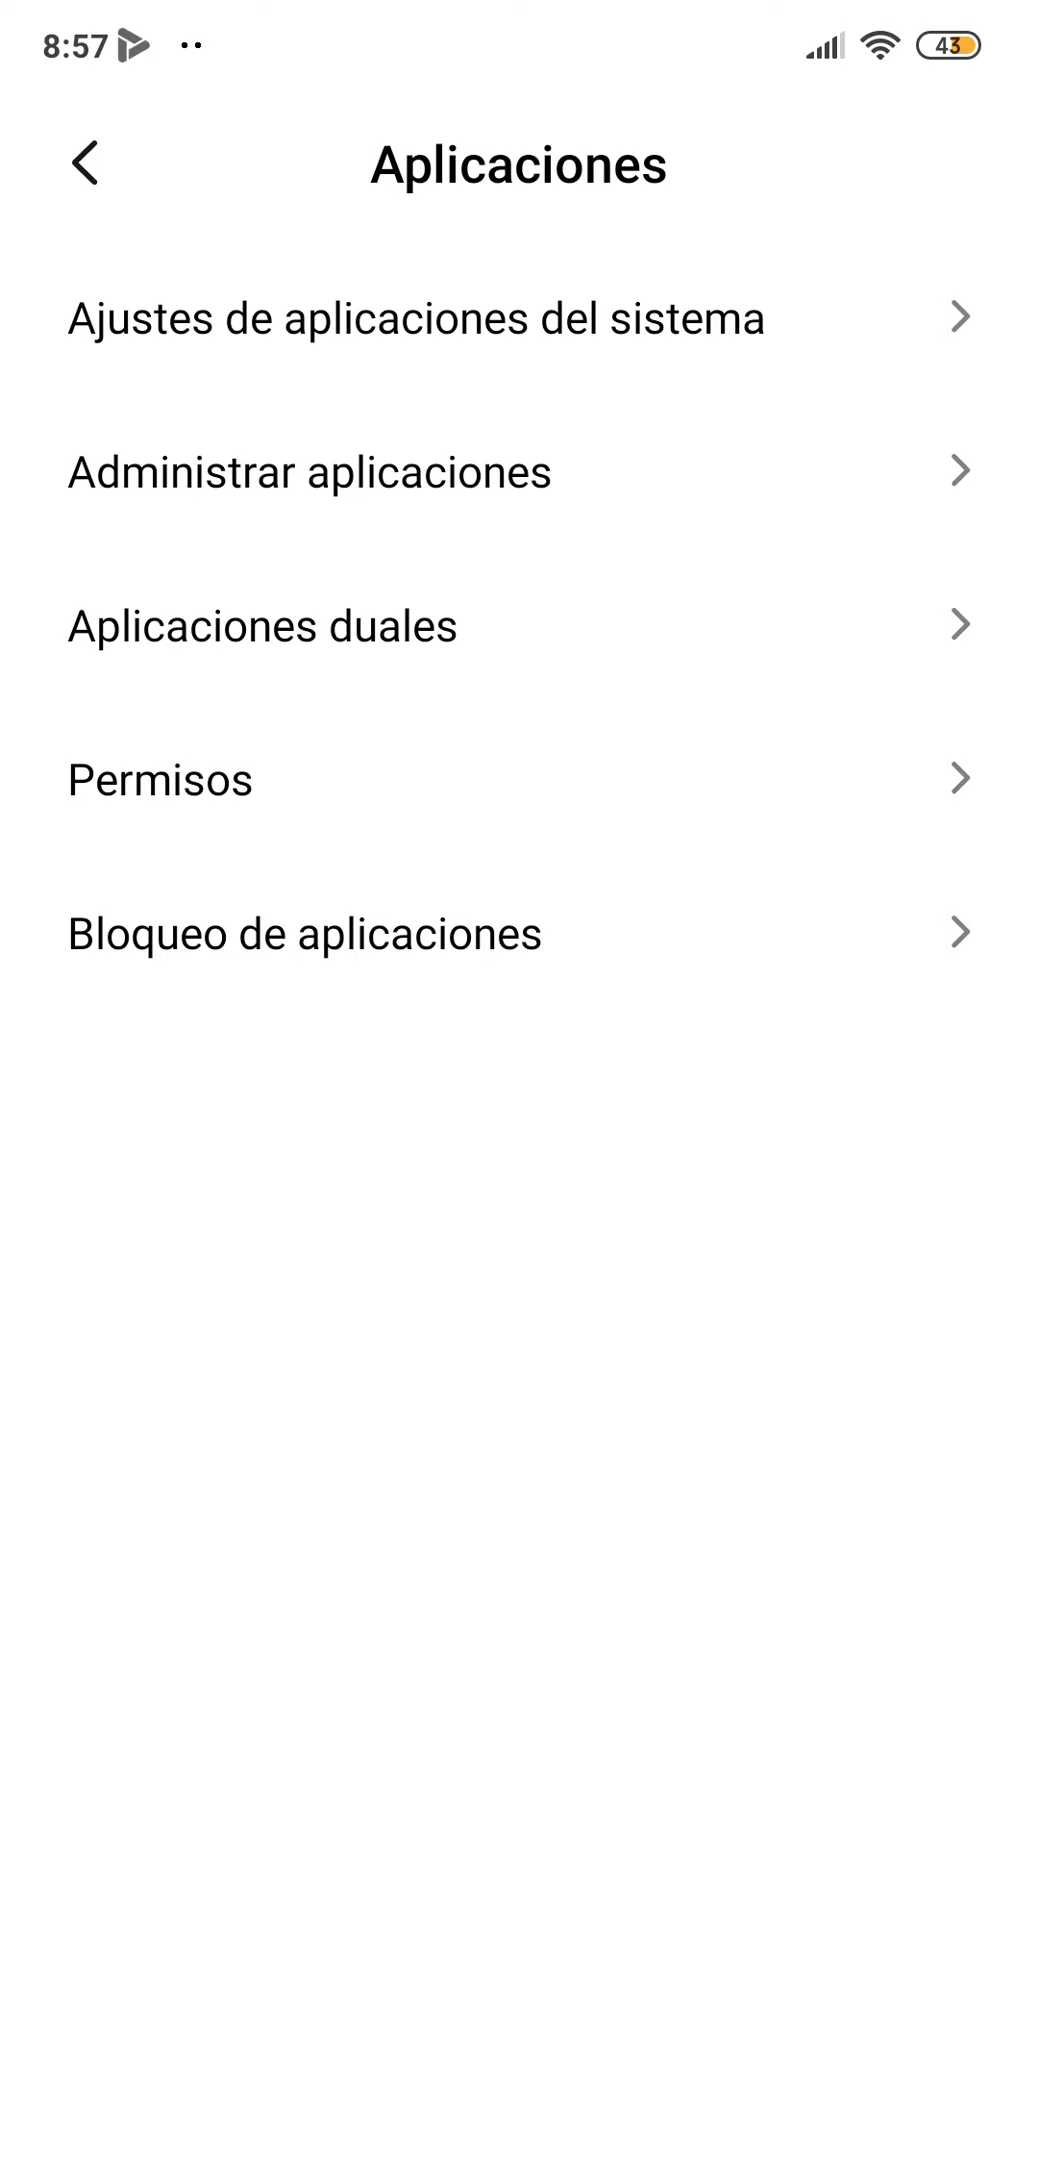 8:57
43
Aplicaciones
Ajustes de aplicaciones del sistema
Administrar aplicaciones
Aplicaciones duales
Permisos
Bloqueo de aplicaciones